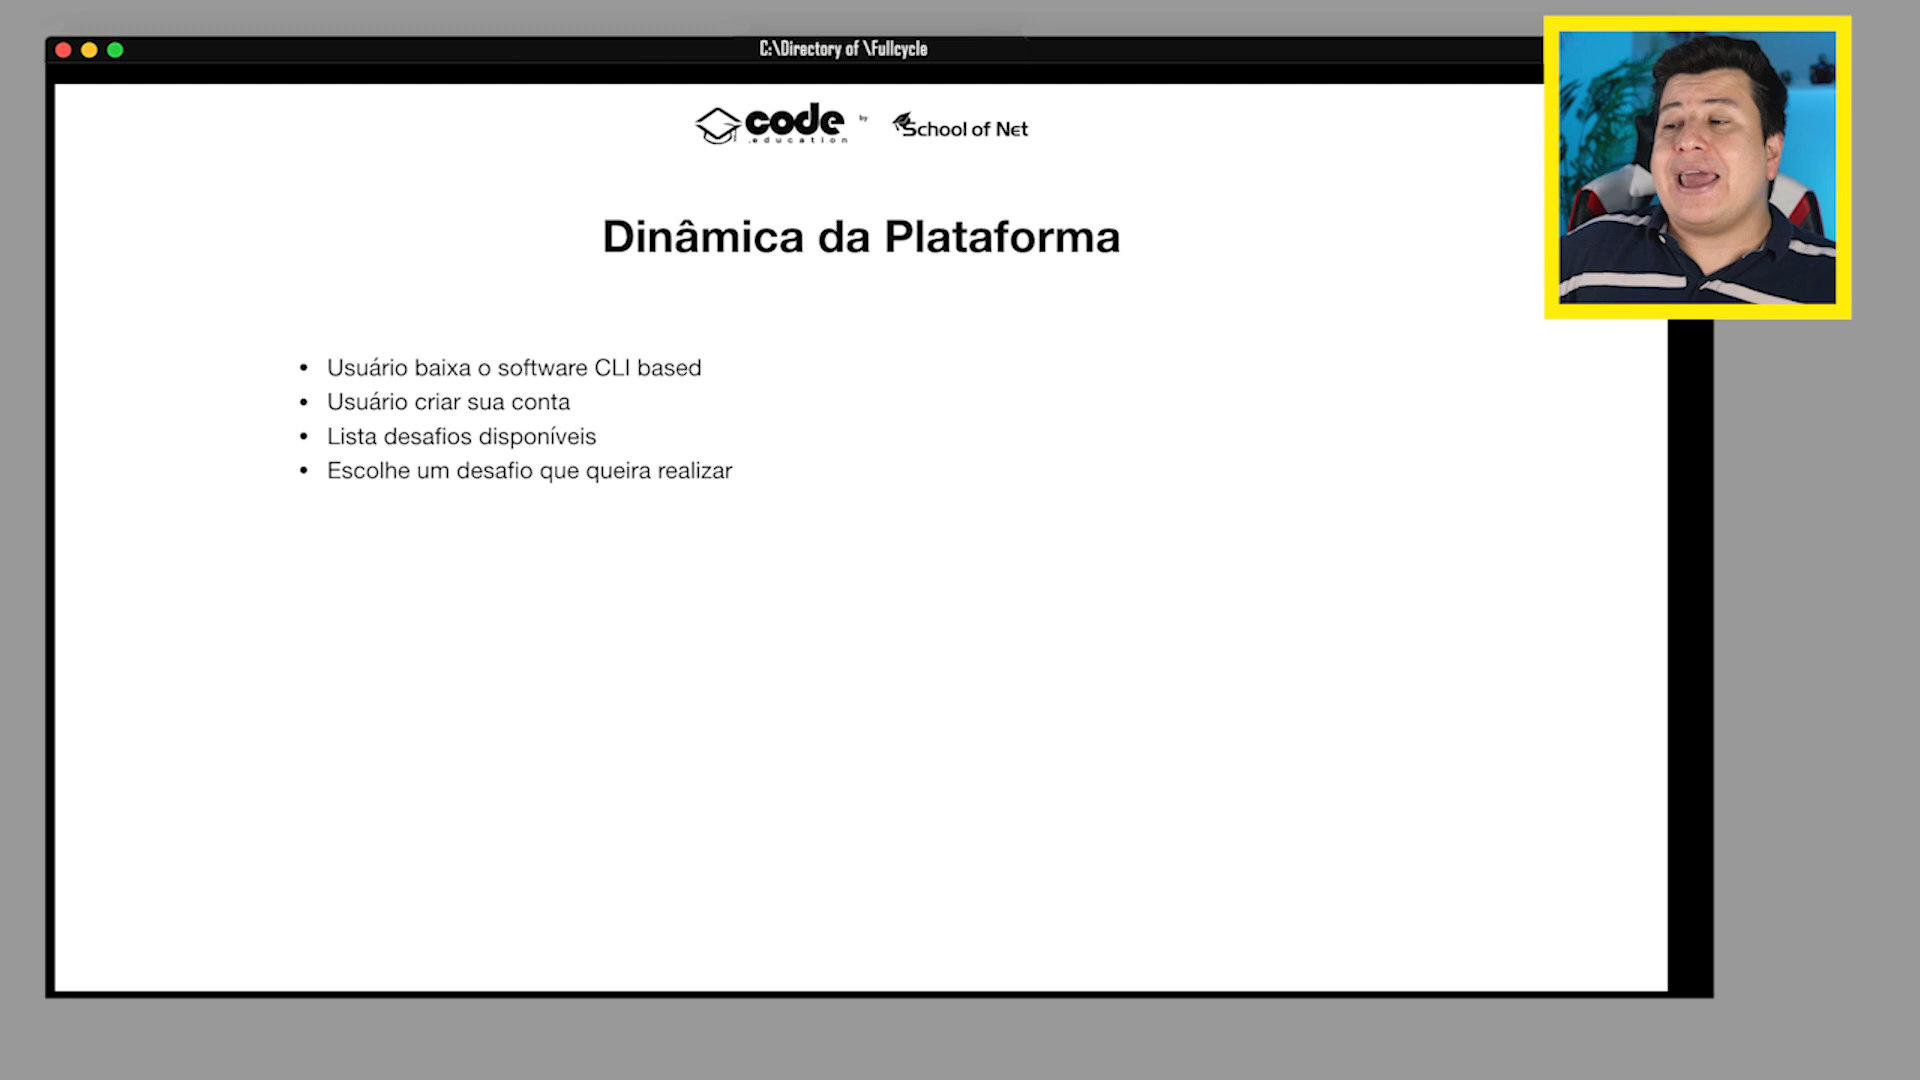 C:\Directory of \Fullcycle
code by School of Net
.education
Dinâmica da Plataforma
• Usuário baixa o software CLI based
• Usuário criar sua conta
• Lista desafios disponíveis
• Escolhe um desafio que queira realizar